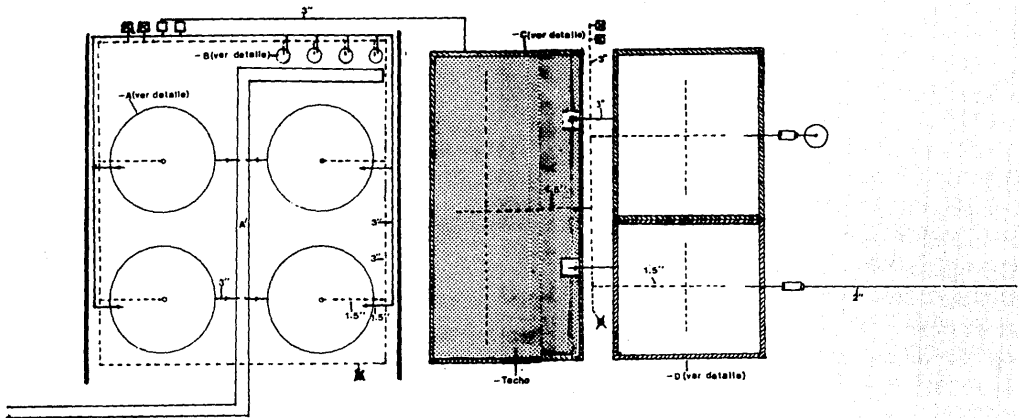 3"
-C(ver detalle)
-B(ver detalle)
3"
-A(ver detalle)
3"
1.5"
A'
3"
3"
3"
1.5"
1.5"
1.5"
2"
-Techo
-D(ver detalle)